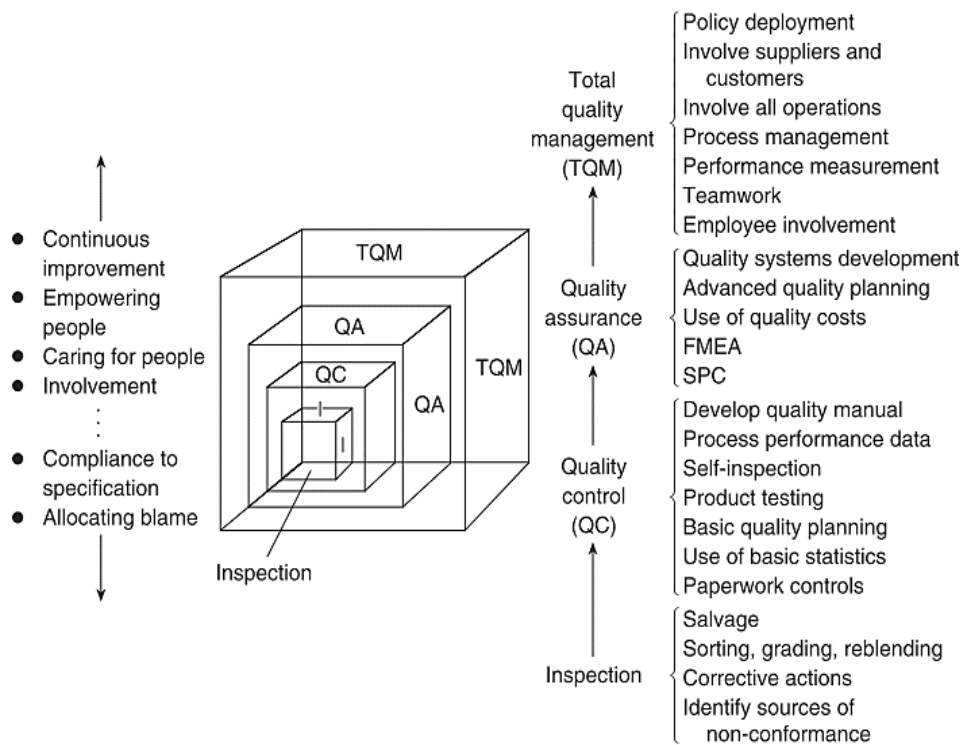 ● Continuous
improvement
● Empowering
people
● Caring for people
● Involvement
● Compliance to
specification
● Allocating blame
TQM
QA
QC
I
I
QA
TQM
Inspection
Total
quality
management
(TQM)
Quality
assurance
(QA)
Quality
control
(QC)
Inspection
Policy deployment
Involve suppliers and
customers
Involve all operations
Process management
Performance measurement
Teamwork
Employee involvement
Quality systems development
Advanced quality planning
Use of quality costs
FMEA
SPC
Develop quality manual
Process performance data
Self-inspection
Product testing
Basic quality planning
Use of basic statistics
Paperwork controls
Salvage
Sorting, grading, reblending
Corrective actions
Identify sources of
non-conformance